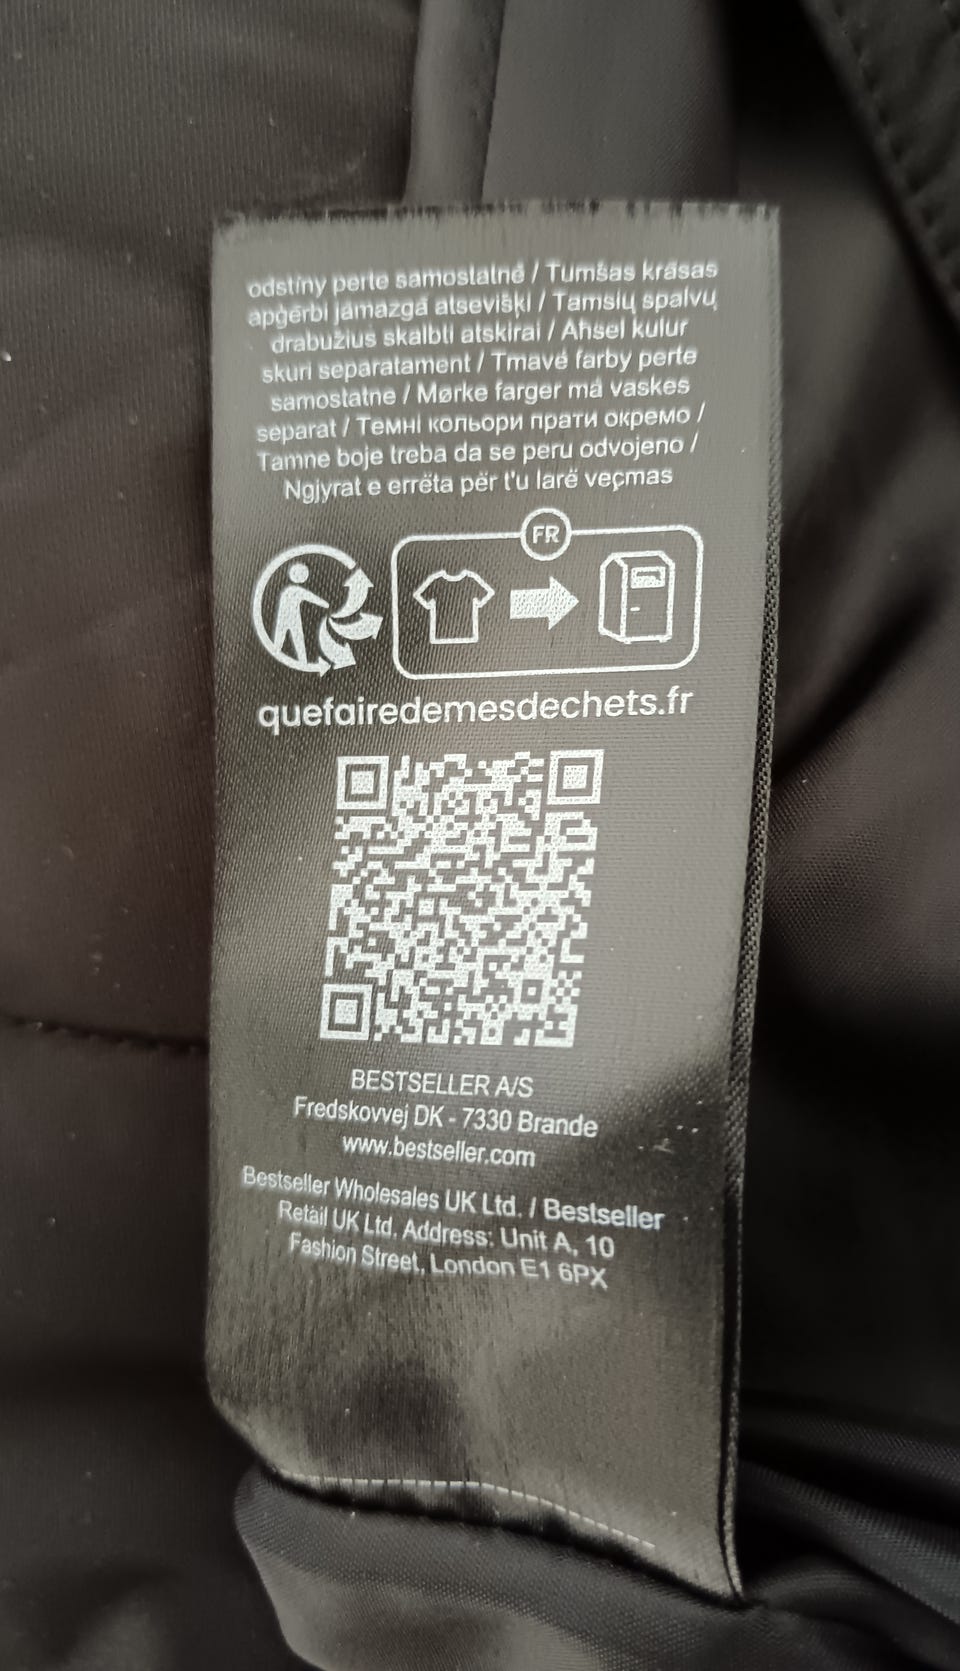 odstíny perte samostatně / Tumšas krāsas
apģērbi jāmazgā atsevišķi / Tamsių spalvų
drabužius skalbti atskirai / Ahsel kulur
skuri separatament / Tmavé farby perte
samostatne / Mørke farger må vaskes
separat / Темні кольори прати окремо /
Tamne boje treba da se peru odvojeno /
Ngjyrat e errëta për t'u larë veçmas
FR
quefairedemesdechets.fr
BESTSELLER A/S
Fredskovvej DK - 7330 Brande
www.bestseller.com
Bestseller Wholesales UK Ltd. / Bestseller
Retail UK Ltd. Address: Unit A, 10
Fashion Street, London E1 6PX